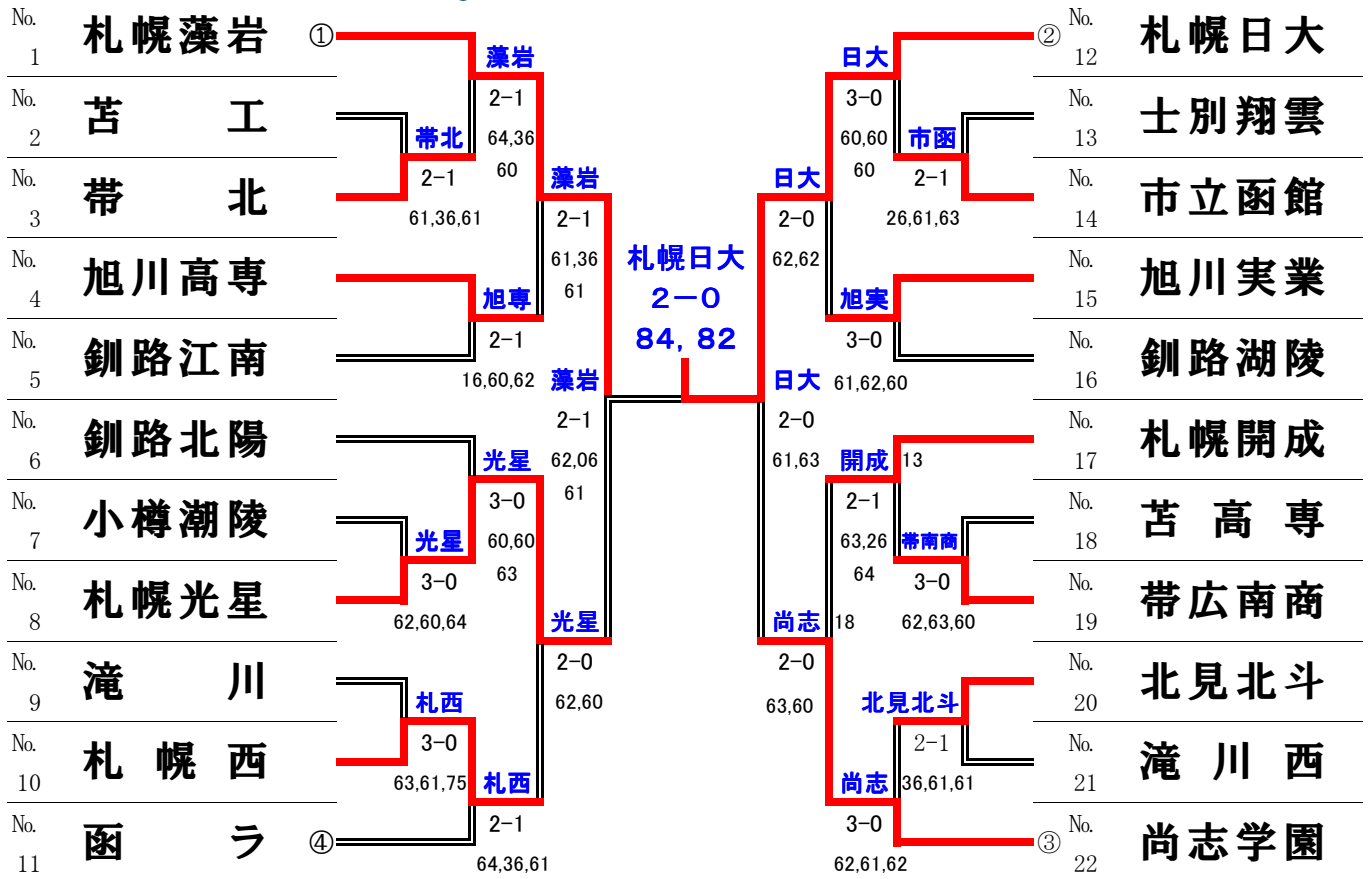 No. 1 札幌藻岩 ①
No. 2 苫 工
No. 3 帯 北
No. 4 旭川高専
No. 5 釧路江南
No. 6 釧路北陽
No. 7 小樽潮陵
No. 8 札幌光星
No. 9 滝 川
No. 10 札幌西
No. 11 函 ラ ④
藻岩
2-1
64,36
60
帯北
2-1
61,36,61
藻岩
2-1
61,36
61
旭専
2-1
16,60,62
藻岩
2-1
62,06
61
光星
3-0
60,60
63
光星
3-0
62,60,64
光星
2-0
62,60
札西
3-0
63,61,75
札西
2-1
64,36,61
札幌日大
2-0
84, 82
日大
3-0
60,60
60
市函
2-1
26,61,63
日大
2-0
62,62
旭実
3-0
61,62,60
日大
2-0
61,63
開成 13
2-1
63,26
64
帯南商
3-0
62,63,60
尚志 18
2-0
63,60
北見北斗
2-1
36,61,61
尚志
3-0
62,61,62
② No. 12 札幌日大
No. 13 士別翔雲
No. 14 市立函館
No. 15 旭川実業
No. 16 釧路湖陵
No. 17 札幌開成
No. 18 苫高専
No. 19 帯広南商
No. 20 北見北斗
No. 21 滝川西
③ No. 22 尚志学園